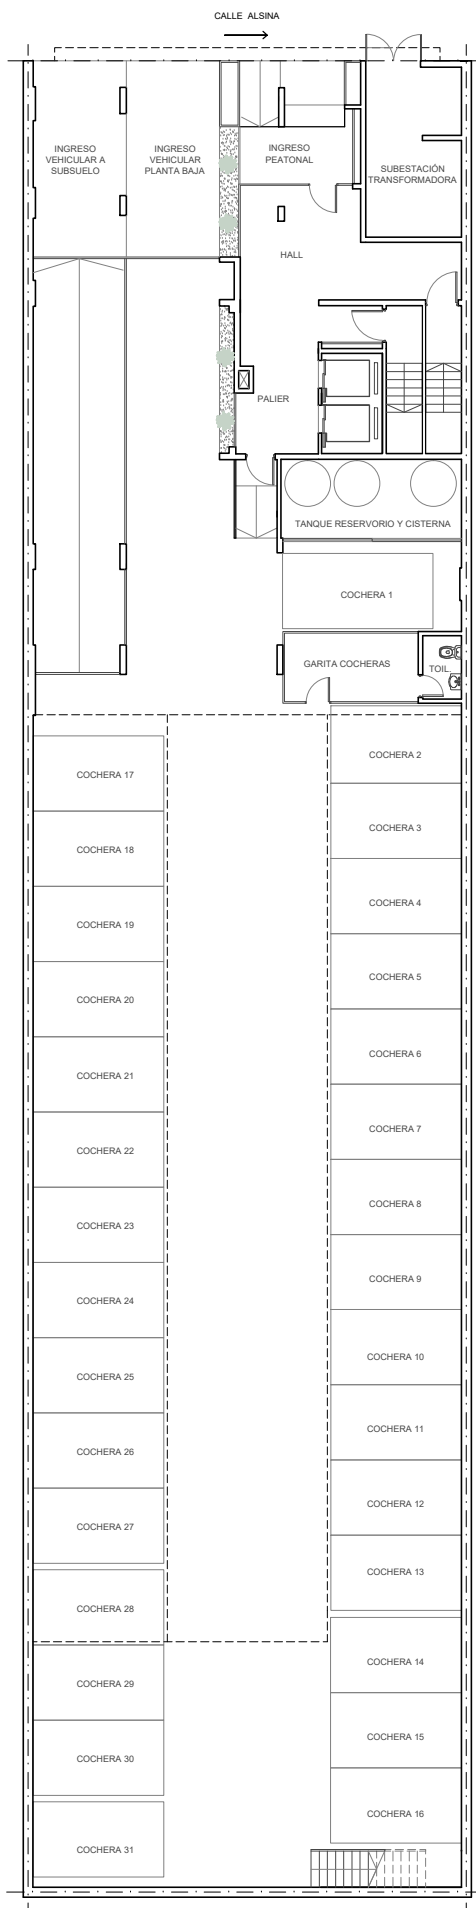 CALLE ALSINA
INGRESO
VEHICULAR A
SUBSUELO
INGRESO
VEHICULAR
PLANTA BAJA
INGRESO
PEATONAL
SUBESTACIÓN
TRANSFORMADORA
HALL
PALIER
TANQUE RESERVORIO Y CISTERNA
COCHERA 1
GARITA COCHERAS
TOIL.
COCHERA 2
COCHERA 17
COCHERA 3
COCHERA 18
COCHERA 4
COCHERA 19
COCHERA 5
COCHERA 20
COCHERA 6
COCHERA 21
COCHERA 7
COCHERA 22
COCHERA 8
COCHERA 23
COCHERA 9
COCHERA 24
COCHERA 10
COCHERA 25
COCHERA 11
COCHERA 26
COCHERA 12
COCHERA 27
COCHERA 13
COCHERA 28
COCHERA 14
COCHERA 29
COCHERA 15
COCHERA 30
COCHERA 16
COCHERA 31